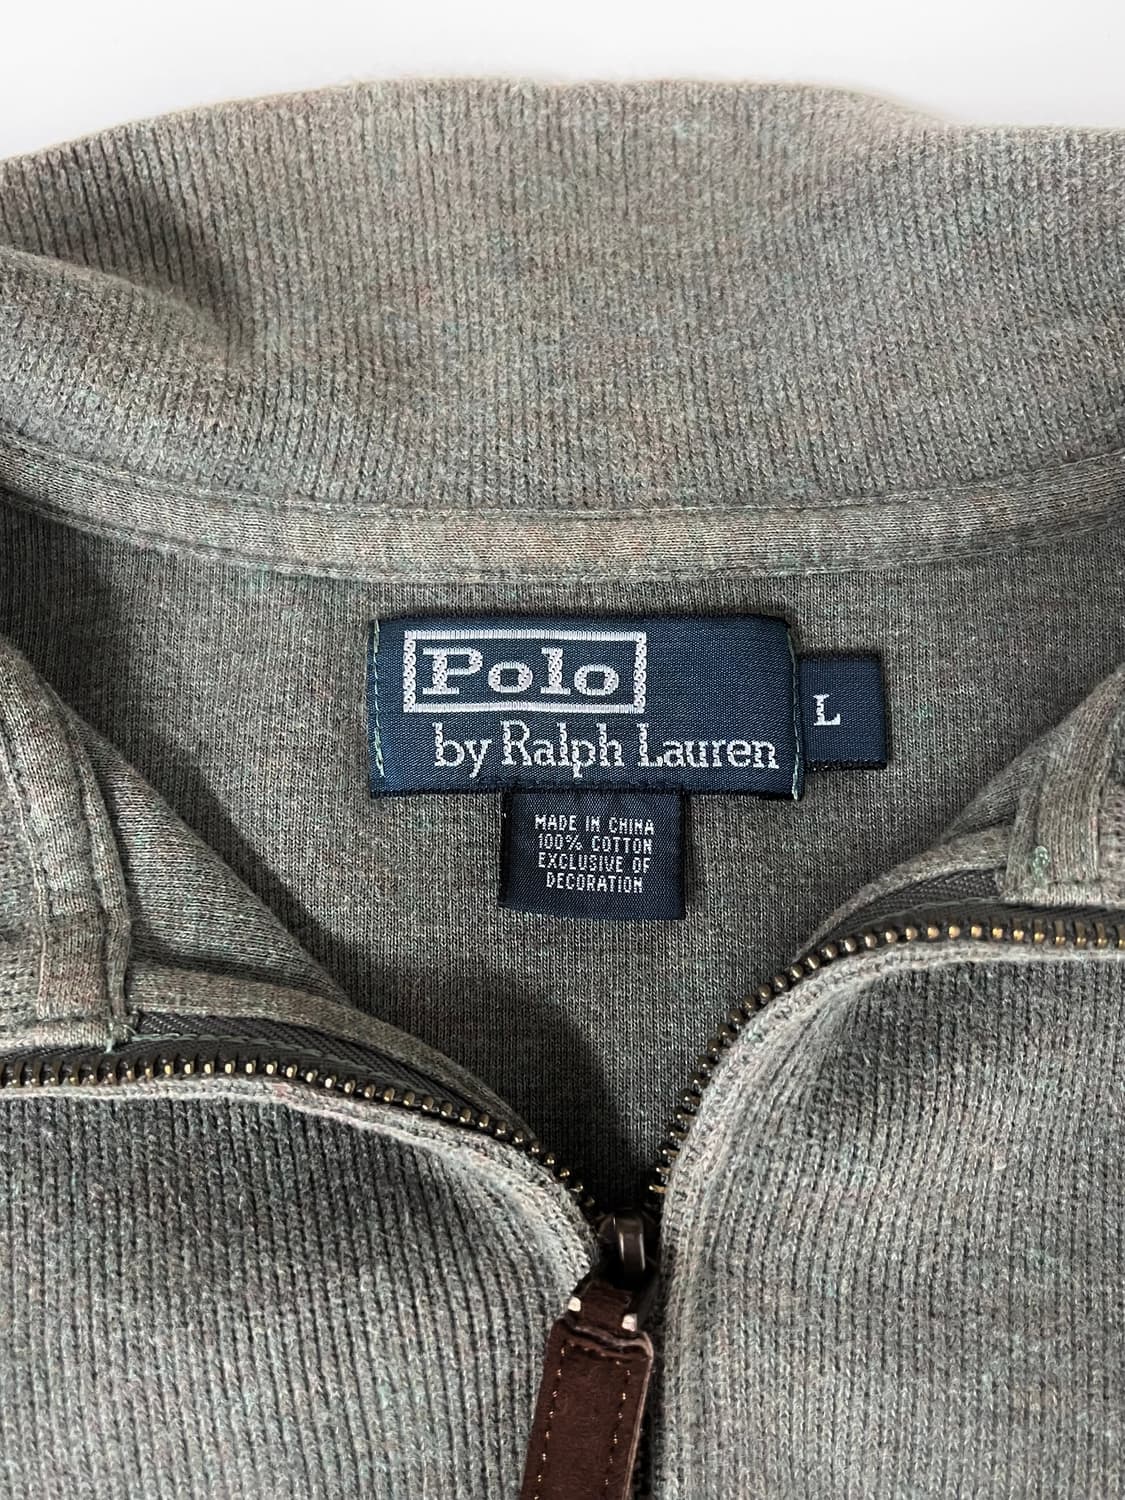 Polo
by Ralph Lauren
L
MADE IN CHINA
100% COTTON
EXCLUSIVE OF
DECORATION